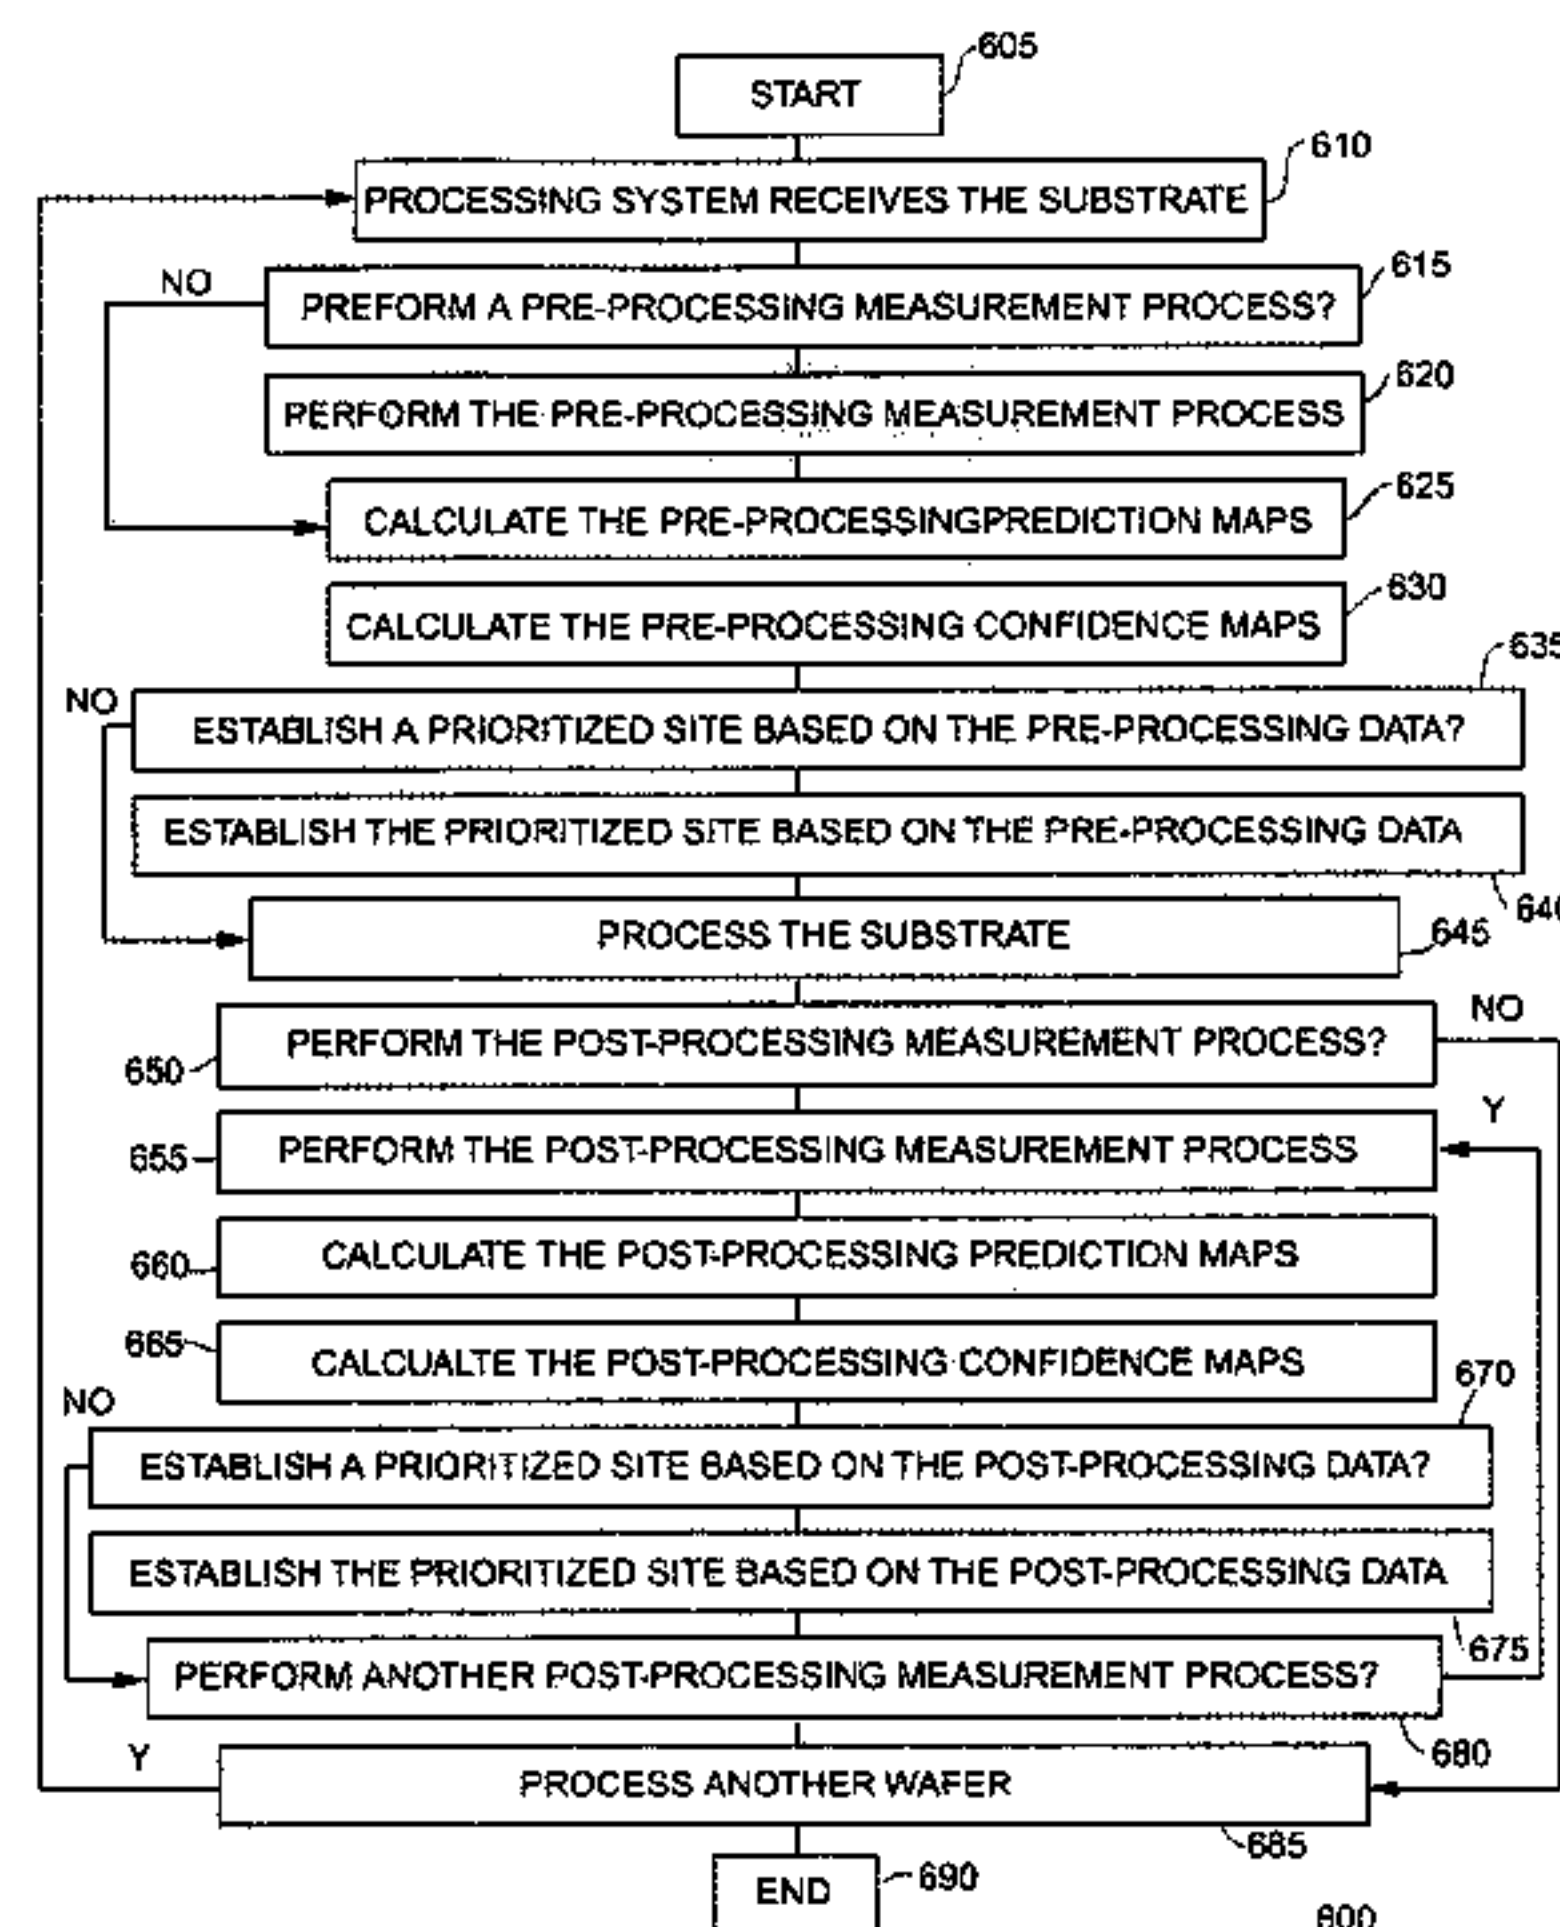 605
START
610
PROCESSING SYSTEM RECEIVES THE SUBSTRATE
NO
615
PREFORM A PRE-PROCESSING MEASUREMENT PROCESS?
620
PERFORM THE PRE-PROCESSING MEASUREMENT PROCESS
625
CALCULATE THE PRE-PROCESSINGPREDICTION MAPS
630
CALCULATE THE PRE-PROCESSING CONFIDENCE MAPS
635
NO
ESTABLISH A PRIORITIZED SITE BASED ON THE PRE-PROCESSING DATA?
ESTABLISH THE PRIORITIZED SITE BASED ON THE PRE-PROCESSING DATA
640
PROCESS THE SUBSTRATE
645
NO
PERFORM THE POST-PROCESSING MEASUREMENT PROCESS?
650
Y
PERFORM THE POST-PROCESSING MEASUREMENT PROCESS
655
CALCULATE THE POST-PROCESSING PREDICTION MAPS
660
665
CALCUALTE THE POST-PROCESSING CONFIDENCE MAPS
670
NO
ESTABLISH A PRIORITIZED SITE BASED ON THE POST-PROCESSING DATA?
ESTABLISH THE PRIORITIZED SITE BASED ON THE POST-PROCESSING DATA
675
PERFORM ANOTHER POST-PROCESSING MEASUREMENT PROCESS?
680
Y
PROCESS ANOTHER WAFER
685
690
END
600